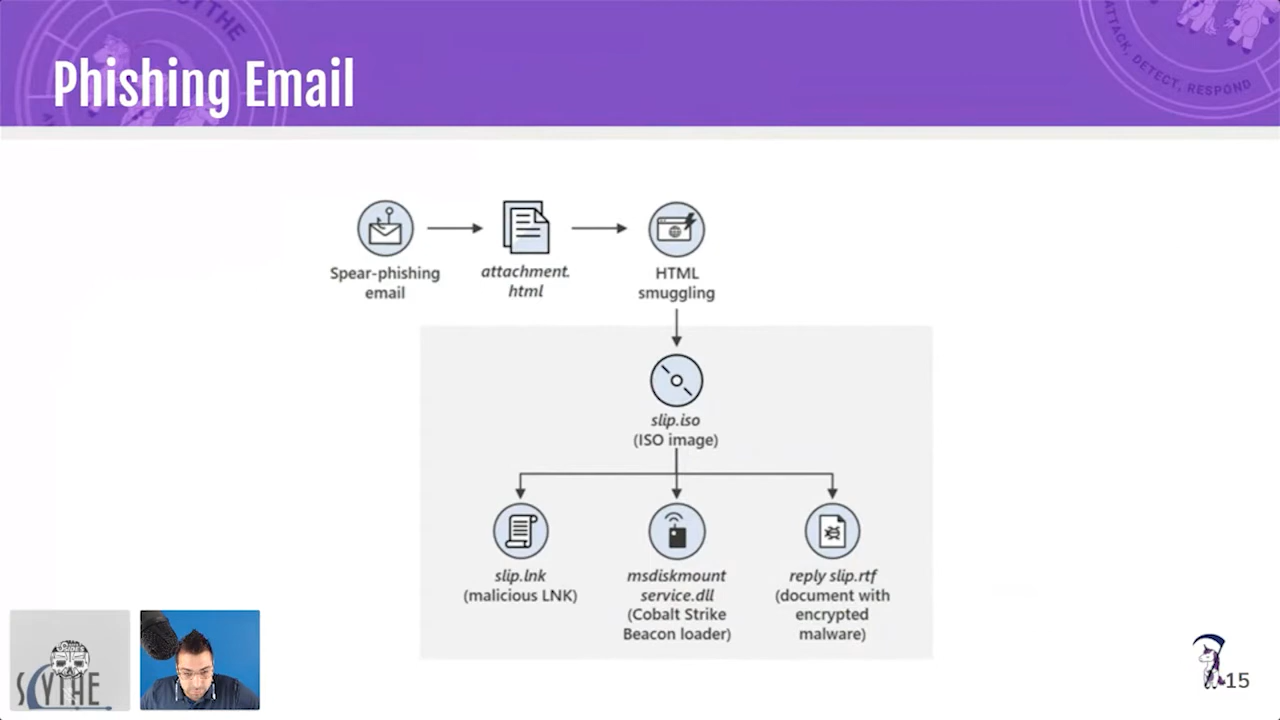 Phishing Email
ATTACK, DETECT, RESPOND
Spear-phishing
email
attachment.
html
HTML
smuggling
slip.iso
(ISO image)
slip.lnk
(malicious LNK)
msdiskmount
service.dll
(Cobalt Strike
Beacon loader)
reply slip.rtf
(document with
encrypted
malware)
SCYTHE
15